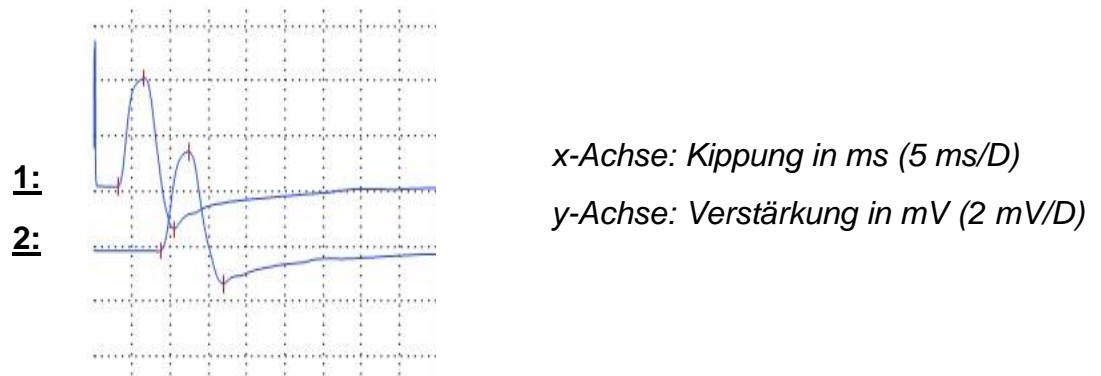 1:
2:
x-Achse: Kippung in ms (5 ms/D)
y-Achse: Verstärkung in mV (2 mV/D)